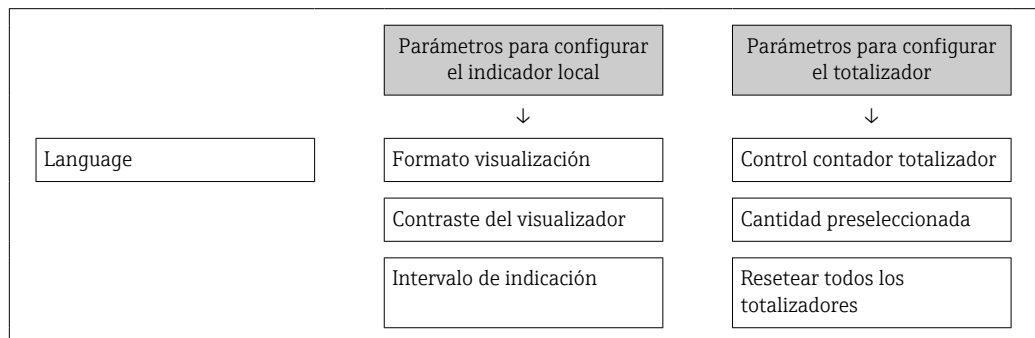 Parámetros para configurar
el indicador local
Parámetros para configurar
el totalizador
↓
↓
Language
Formato visualización
Control contador totalizador
Contraste del visualizador
Cantidad preseleccionada
Intervalo de indicación
Resetear todos los
totalizadores